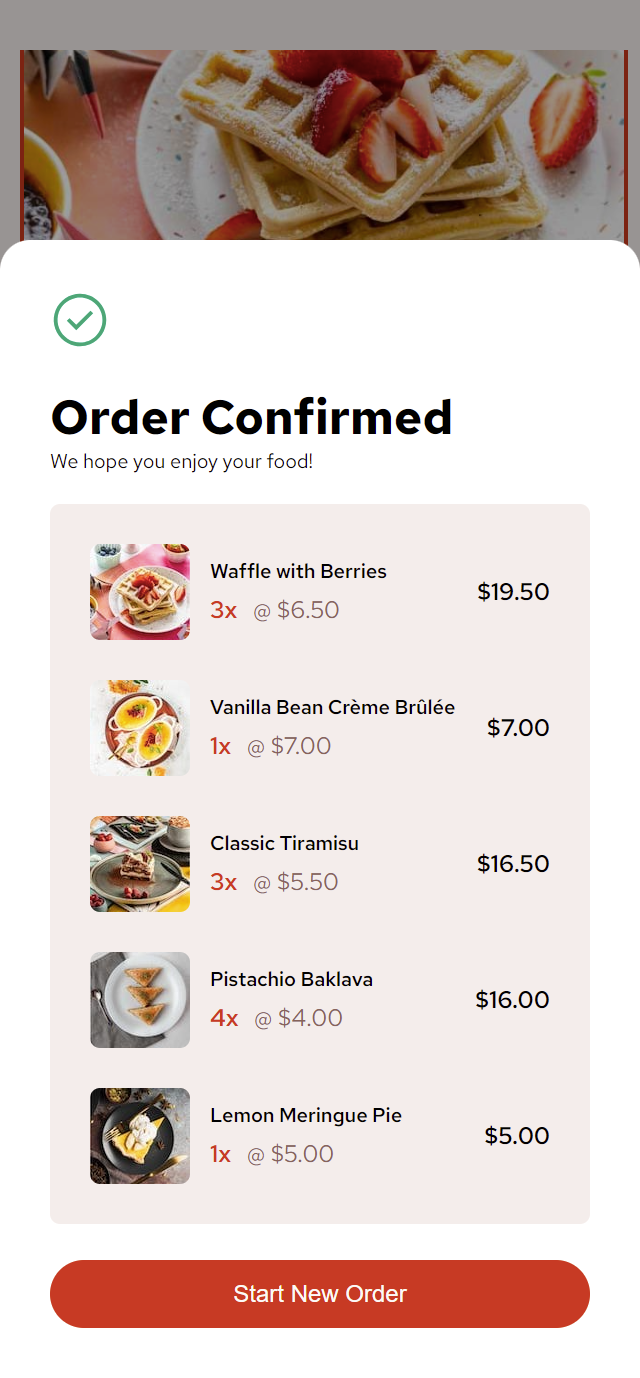 Order Confirmed
We hope you enjoy your food!
Waffle with Berries
3x @ $6.50
$19.50
Vanilla Bean Crème Brûlée
1x @ $7.00
$7.00
Classic Tiramisu
3x @ $5.50
$16.50
Pistachio Baklava
4x @ $4.00
$16.00
Lemon Meringue Pie
1x @ $5.00
$5.00
Start New Order